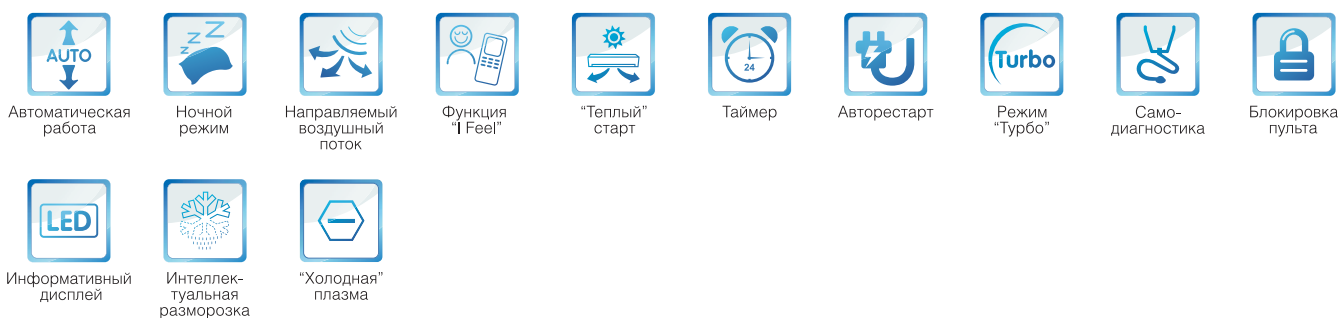 AUTO
Автоматическая
работа
Z Z Z
Ночной
режим
Направляемый
воздушный
поток
Функция
“I Feel”
“Теплый”
старт
24
Таймер
Авторестарт
Turbo
Режим
“Турбо”
Само-
диагностика
Блокировка
пульта
LED
Информативный
дисплей
Интеллек-
туальная
разморозка
“Холодная”
плазма